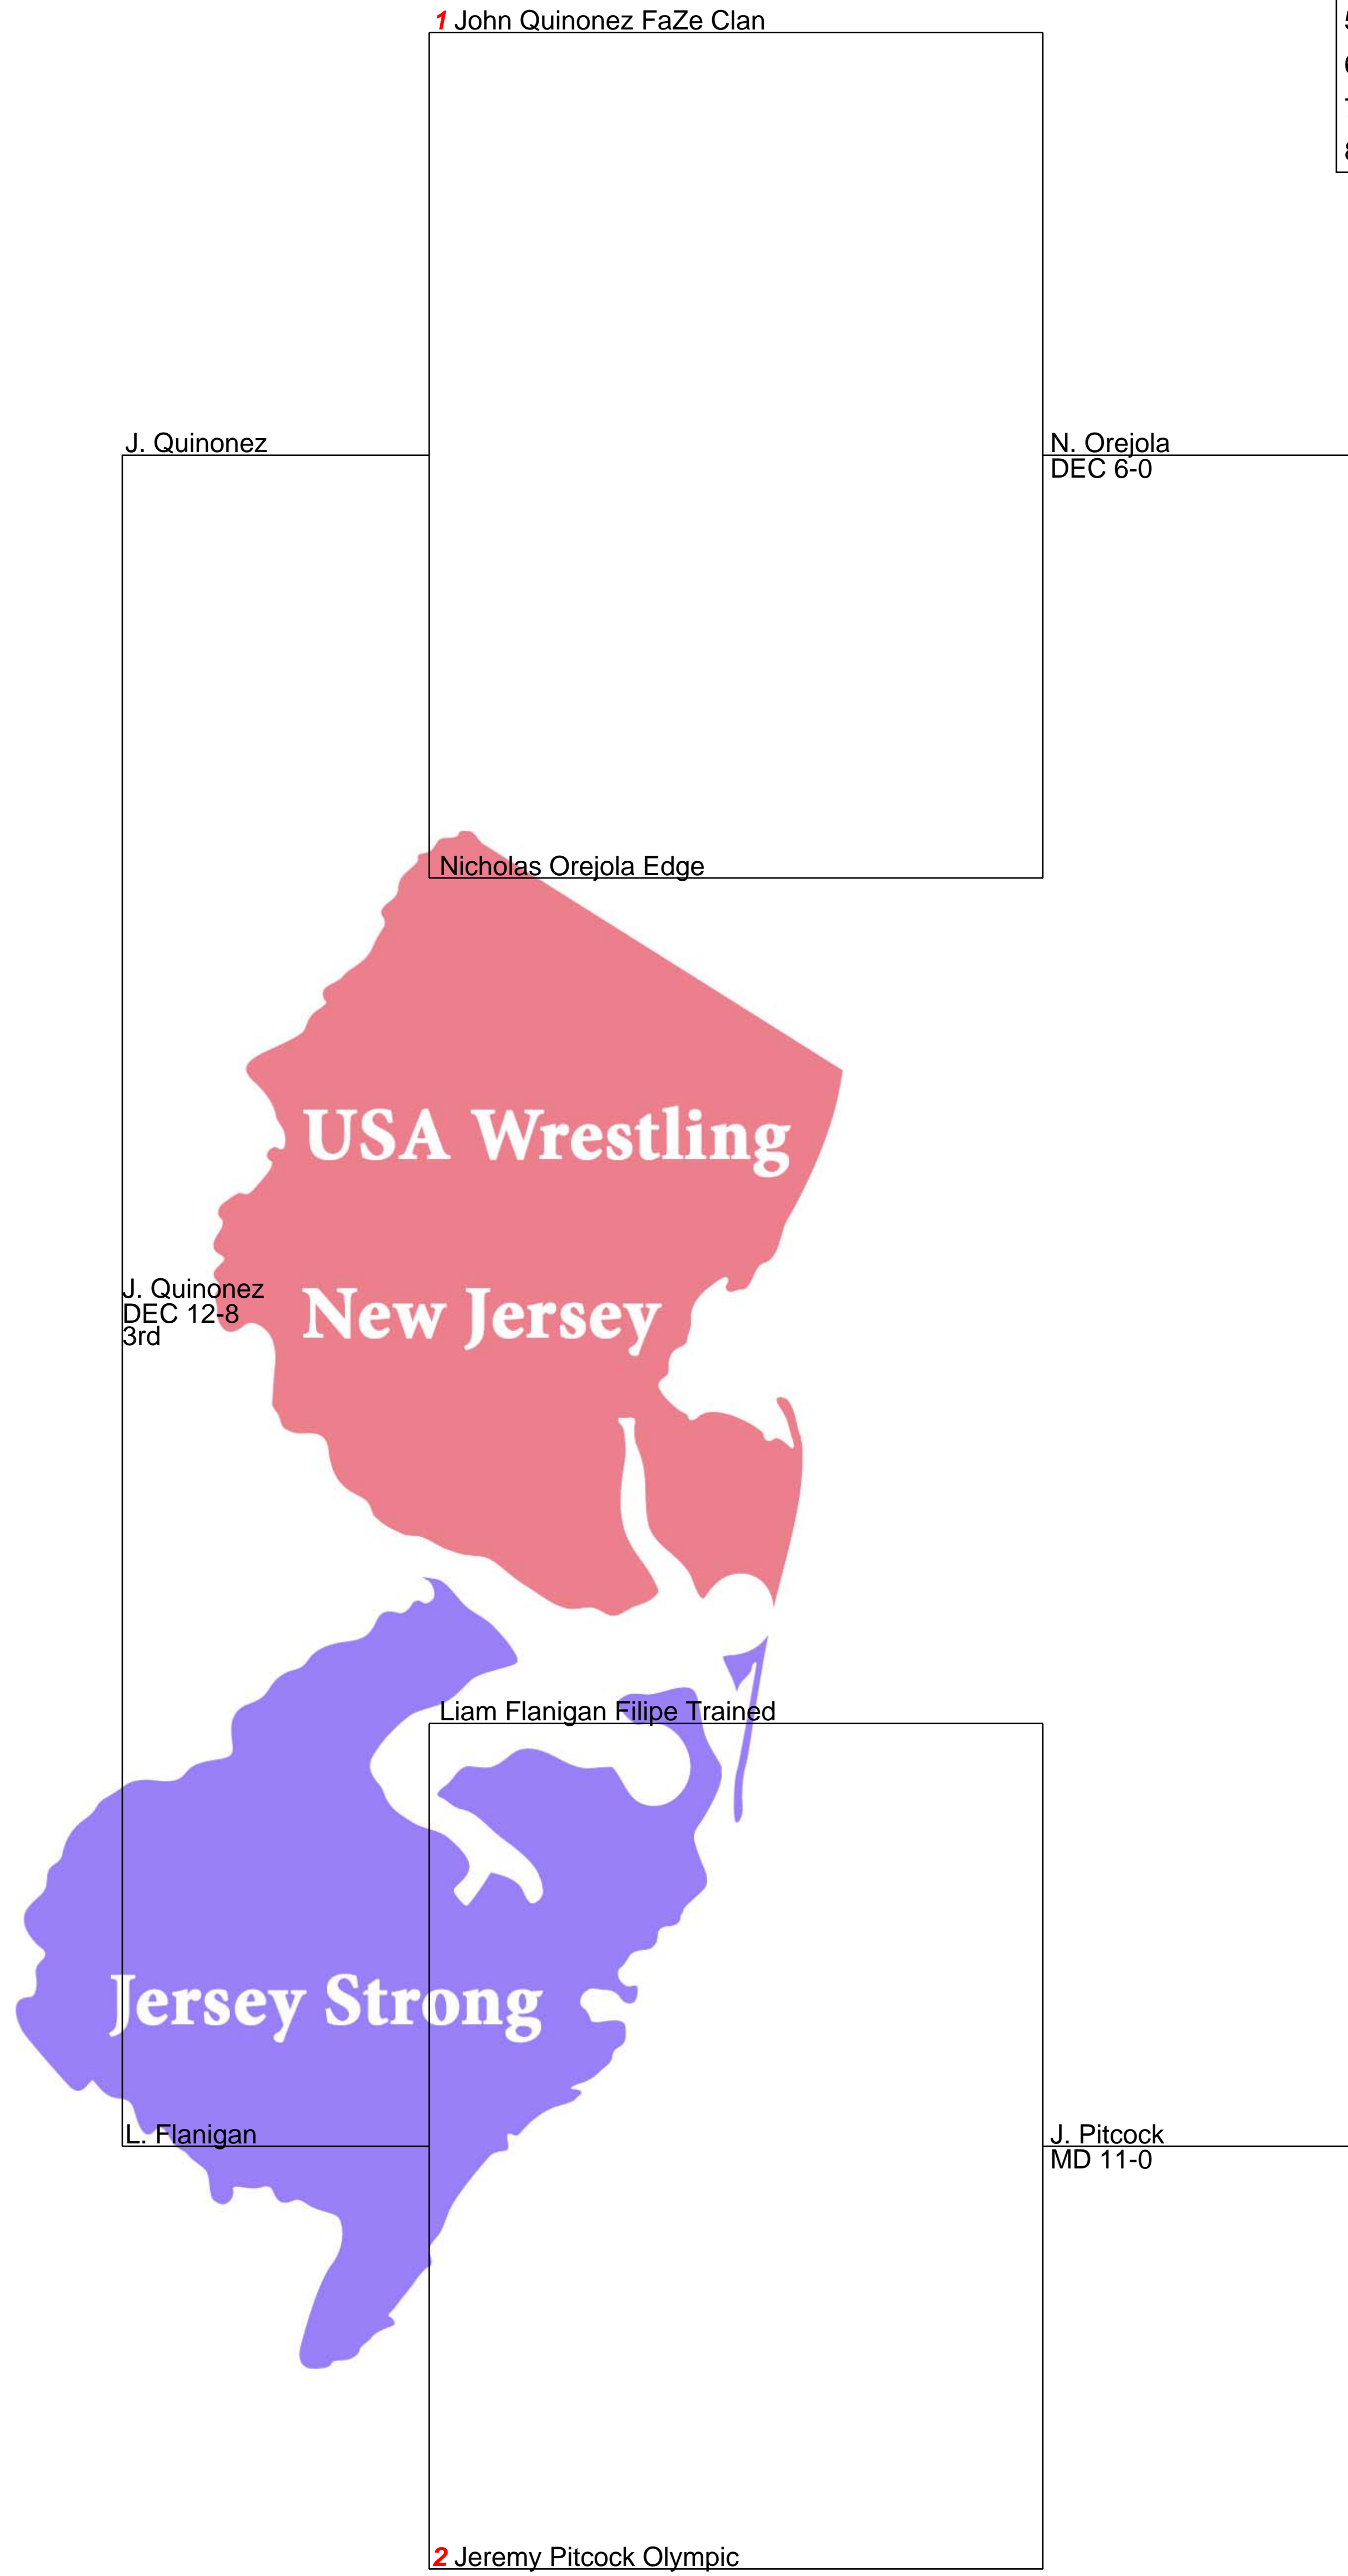 1 John Quinonez FaZe Clan
J. Quinonez
N. Orejola
DEC 6-0
Nicholas Orejola Edge
USA Wrestling
New Jersey
J. Quinonez
DEC 12-8
3rd
Liam Flanigan Filipe Trained
Jersey Strong
L. Flanigan
J. Pitcock
MD 11-0
2 Jeremy Pitcock Olympic